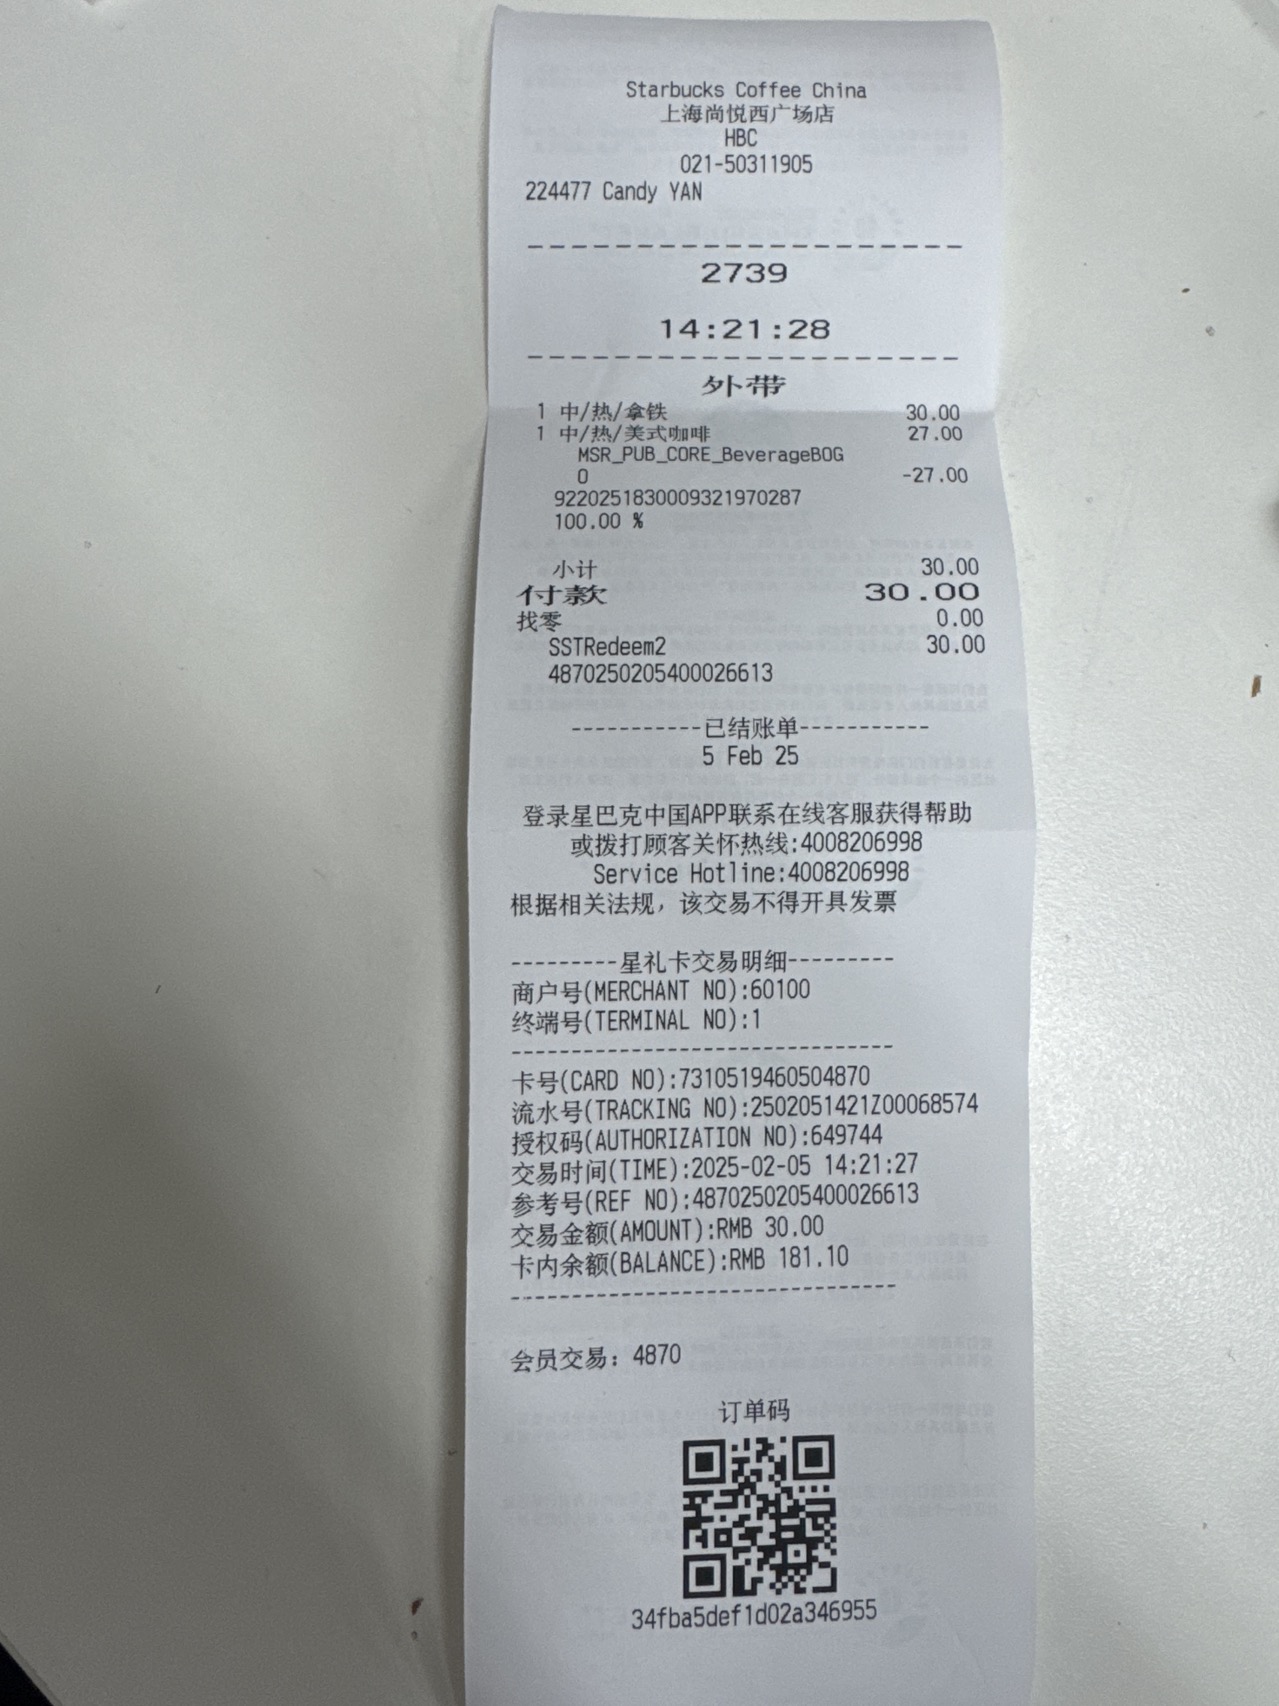 Starbucks Coffee China
上海尚悦西广场店
HBC
021-50311905
224477 Candy YAN
--------------------
2739
14:21:28
--------------------
外带
1 中/热/拿铁 30.00
1 中/热/美式咖啡 27.00
MSR_PUB_CORE_BeverageBOG
0 -27.00
9220251830009321970287
100.00 %
小计 30.00
付款 30.00
找零 0.00
SSTRedeem2 30.00
4870250205400026613
-----------已结账单-----------
5 Feb 25
登录星巴克中国APP联系在线客服获得帮助
或拨打顾客关怀热线:4008206998
Service Hotline:4008206998
根据相关法规，该交易不得开具发票
---------星礼卡交易明细---------
商户号(MERCHANT NO):60100
终端号(TERMINAL NO):1
--------------------------------
卡号(CARD NO):7310519460504870
流水号(TRACKING NO):2502051421Z00068574
授权码(AUTHORIZATION NO):649744
交易时间(TIME):2025-02-05 14:21:27
参考号(REF NO):4870250205400026613
交易金额(AMOUNT):RMB 30.00
卡内余额(BALANCE):RMB 181.10
--------------------------------
会员交易: 4870
订单码
34fba5def1d02a346955